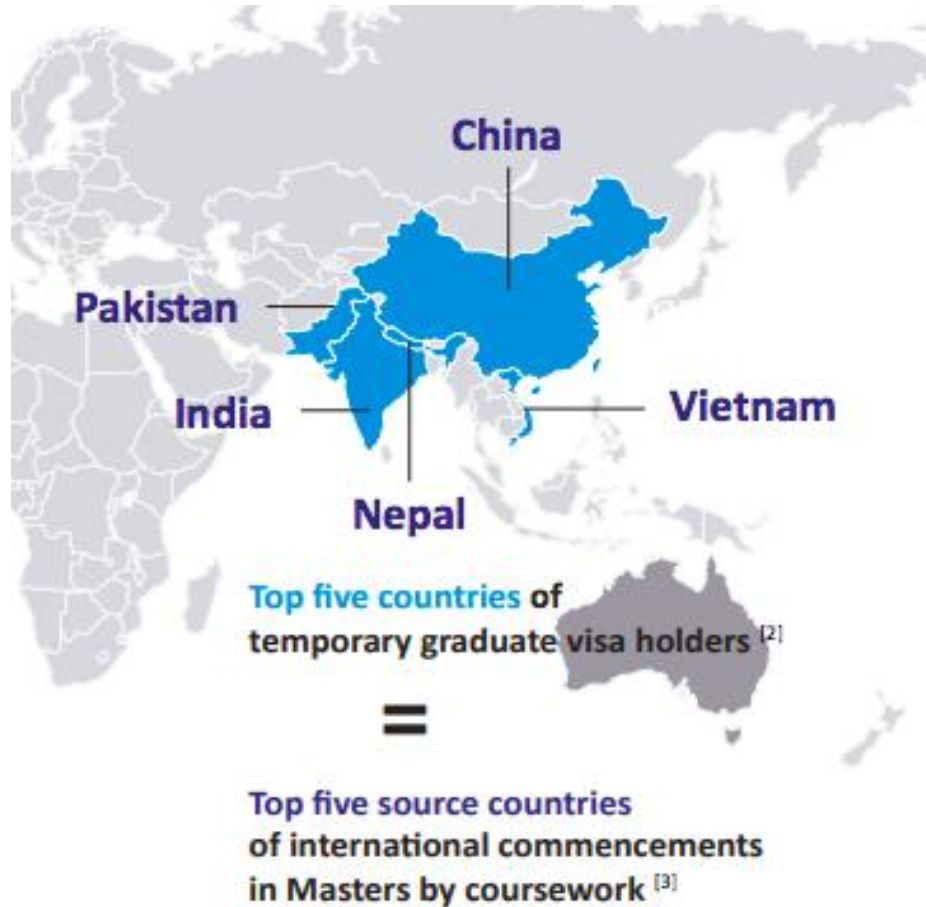 China
Pakistan
India
Vietnam
Nepal
Top five countries of
temporary graduate visa holders [2]
=
Top five source countries
of international commencements
in Masters by coursework [3]